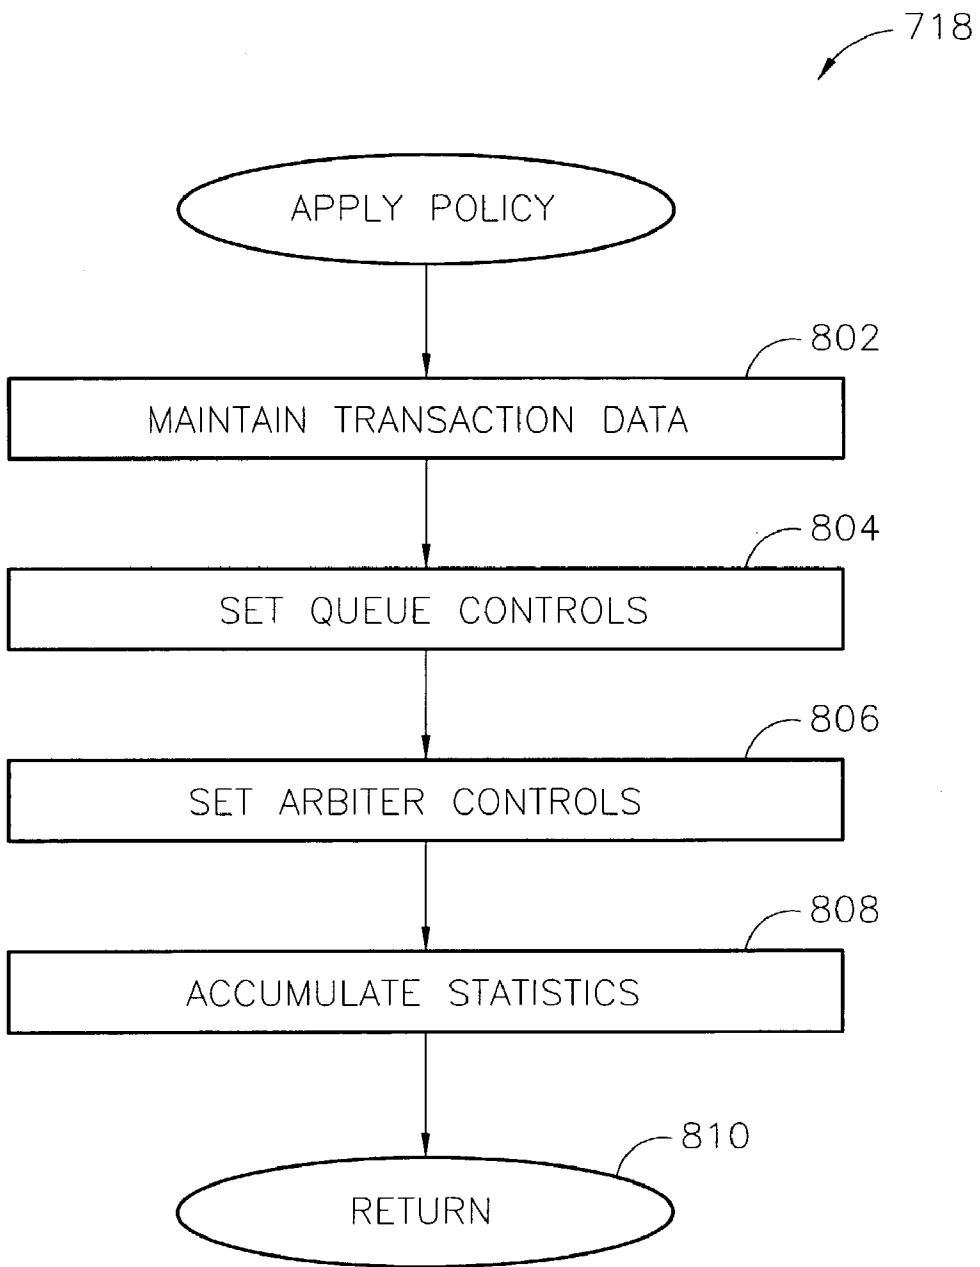 718
APPLY POLICY
802
MAINTAIN TRANSACTION DATA
804
SET QUEUE CONTROLS
806
SET ARBITER CONTROLS
808
ACCUMULATE STATISTICS
810
RETURN